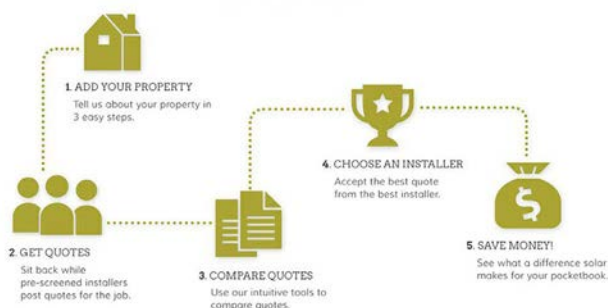 1. ADD YOUR PROPERTY
Tell us about your property in
3 easy steps.
2. GET QUOTES
Sit back while
pre-screened installers
post quotes for the job.
3. COMPARE QUOTES
Use our intuitive tools to
compare quotes.
4. CHOOSE AN INSTALLER
Accept the best quote
from the best installer.
$
5. SAVE MONEY!
See what a difference solar
makes for your pocketbook.